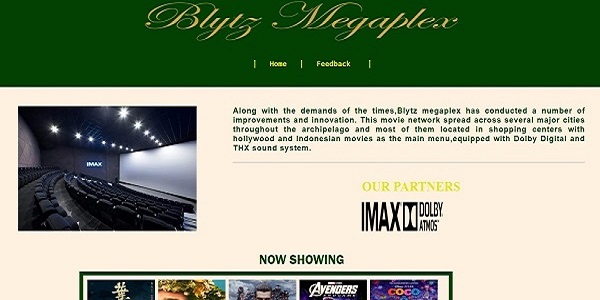 Blytz Megaplex
| Home | Feedback |
Along with the demands of the times,Blytz megaplex has conducted a number of
improvements and innovation. This movie network spread across several major cities
throughout the archipelago and most of them located in shopping centers with
hollywood and Indonesian movies as the main menu,equipped with Dolby Digital and
THX sound system.
IMAX
OUR PARTNERS
IMAX DOLBY
ATMOS
NOW SHOWING
葉
AVENGERS
COCO